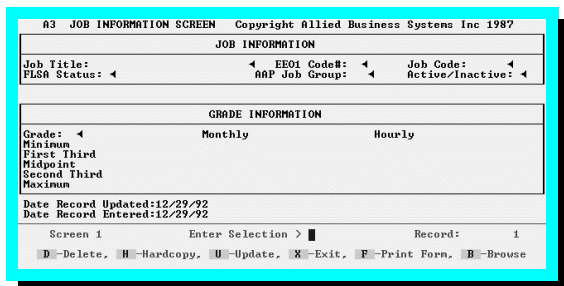 A3 JOB INFORMATION SCREEN Copyright Allied Business Systems Inc 1987
JOB INFORMATION
Job Title: ◄ EEO1 Code#: ◄ Job Code: ◄
FLSA Status: ◄ AAP Job Group: ◄ Active/Inactive: ◄
GRADE INFORMATION
Grade: ◄ Monthly Hourly
Minimum
First Third
Midpoint
Second Third
Maximum
Date Record Updated:12/29/92
Date Record Entered:12/29/92
Screen 1 Enter Selection > Record: 1
D -Delete, H -Hardcopy, U -Update, X -Exit, F -Print Form, B -Browse